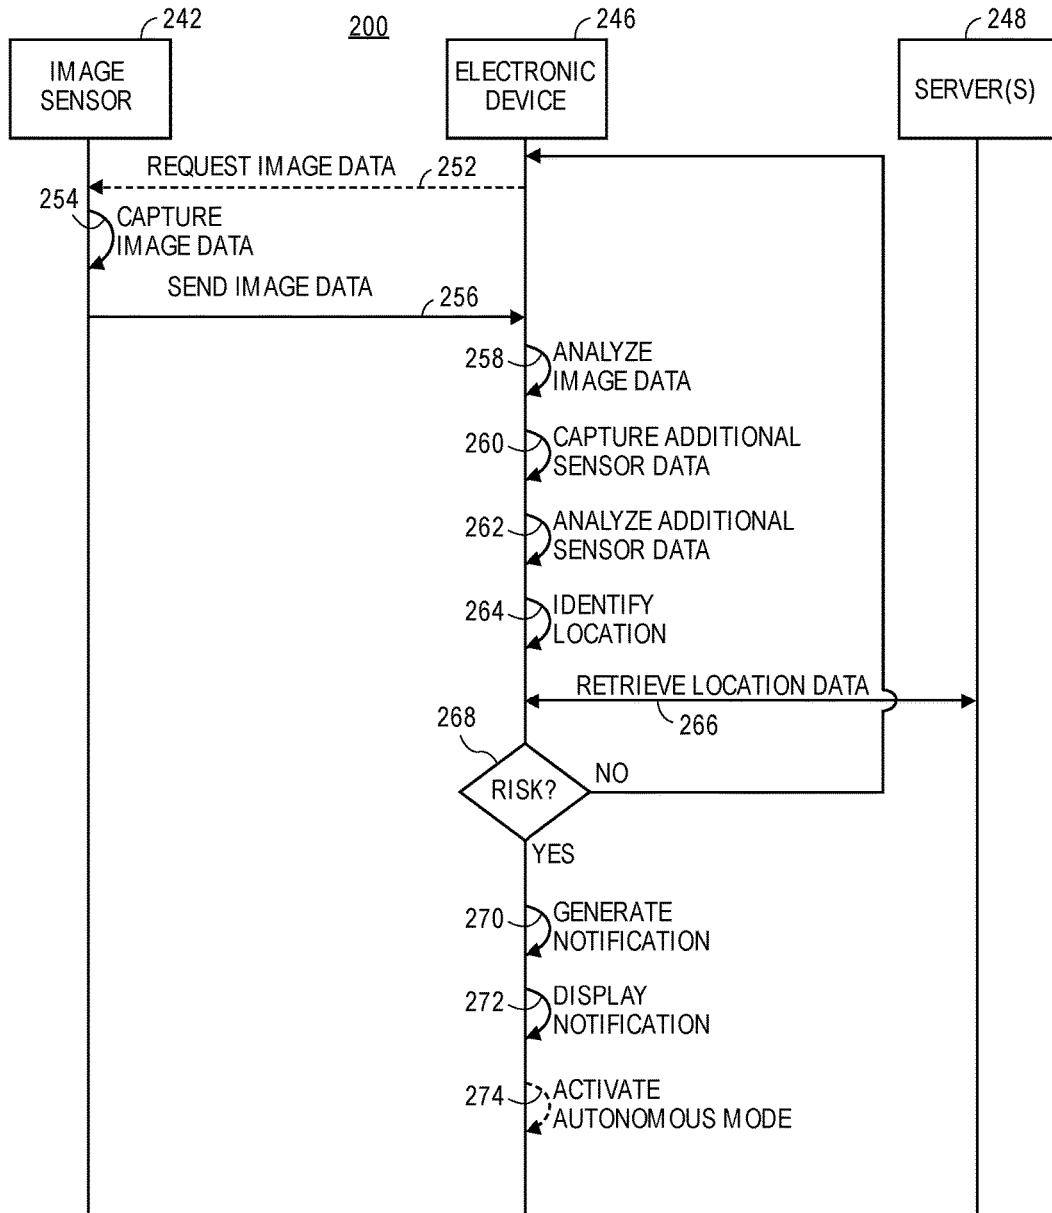 242
200
246
248
IMAGE
SENSOR
ELECTRONIC
DEVICE
SERVER(S)
REQUEST IMAGE DATA
252
254
CAPTURE
IMAGE DATA
SEND IMAGE DATA
256
258
ANALYZE
IMAGE DATA
260
CAPTURE ADDITIONAL
SENSOR DATA
262
ANALYZE ADDITIONAL
SENSOR DATA
264
IDENTIFY
LOCATION
RETRIEVE LOCATION DATA
266
268
RISK?
NO
YES
270
GENERATE
NOTIFICATION
272
DISPLAY
NOTIFICATION
274
ACTIVATE
AUTONOMOUS MODE